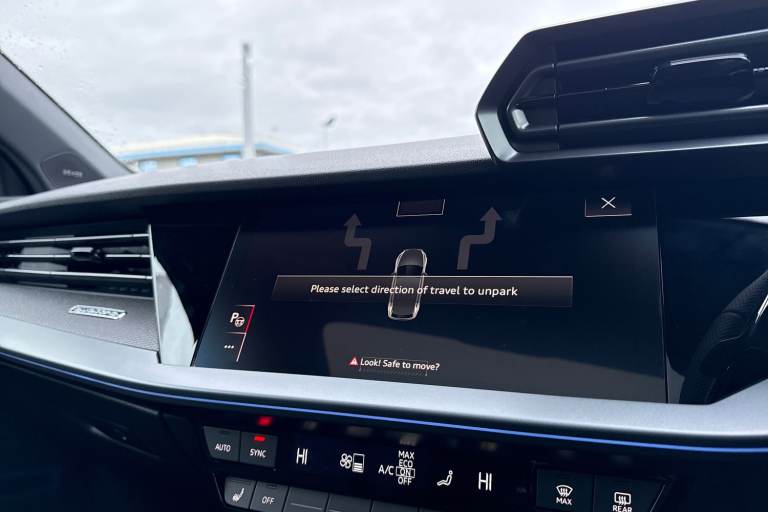 Please select direction of travel to unpark
P
...
Look! Safe to move?
AUTO
SYNC
HI
A/C
MAX
ECO
ON
OFF
HI
MAX
REAR
OFF